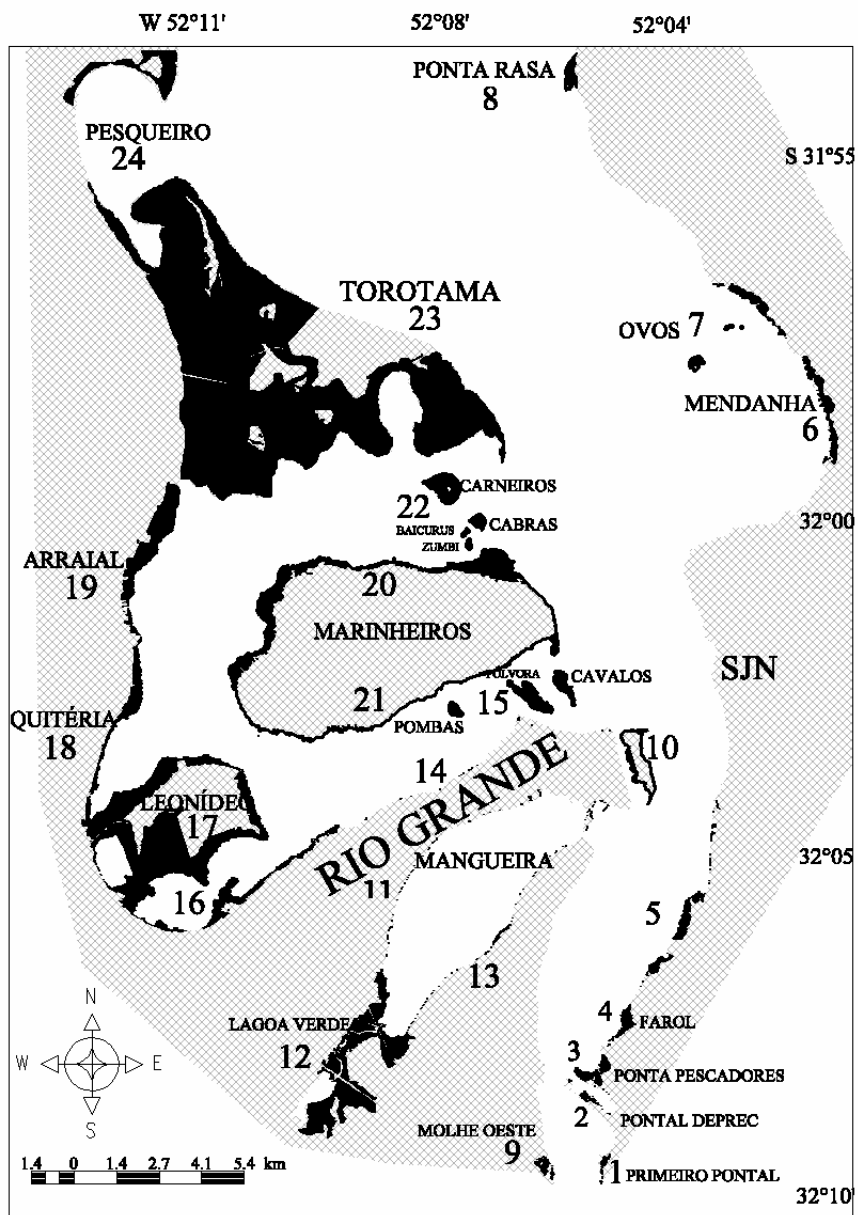 W 52°11' 52°08' 52°04'
PONTA RASA
8
PESQUEIRO
24
S 31°55
TOROTAMA
23
OVOS 7
MENDANHA
6
CARNEIROS
22
CABRAS
BAICURUS
ZUMBI
32°00
ARRAIAL
19
20
MARINHEIROS
SJN
POLVORA
CAVALOS
15
21
POMBAS
QUITÉRIA
18
10
14
RIO GRANDE
LEONÍDEO
17
MANGUEIRA
11
32°05
16
5
13
4
FAROL
LAGOA VERDE
12
3
PONTA PESCADORES
2
PONTAL DEPREC
MOLHE OESTE
9
1 PRIMEIRO PONTAL
N
W E
S
1.4 0 1.4 2.7 4.1 5.4 km
32°10'